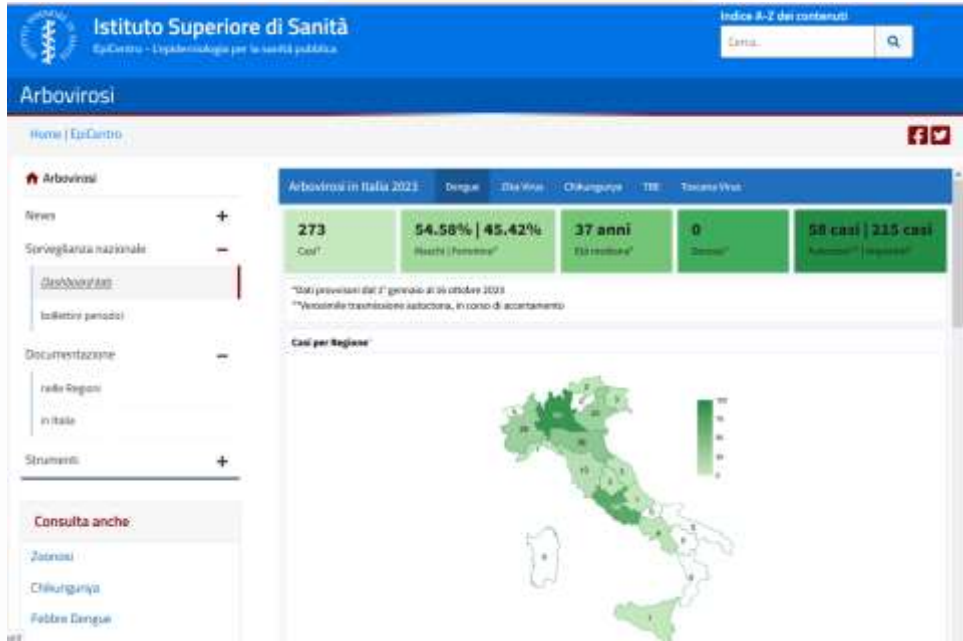 Istituto Superiore di Sanità
EpiCentro - L'epidemiologia per la sanità pubblica
Indice A-Z dei contenuti
Cerca..
Arbovirosi
Home | EpiCentro
Arbovirosi
News
Sorveglianza nazionale
Dashboard dati
bollettini periodici
Documentazione
nelle Regioni
in Italia
Strumenti
Consulta anche
Zoonosi
Chikungunya
Febbre Dengue
Arbovirosi in Italia 2023 Dengue Zika Virus Chikungunya TBE Toscana Virus
273
Casi*
54.58% | 45.42%
Maschi | Femmine*
37 anni
Età mediana*
0
Decessi*
58 casi | 215 casi
Autoctoni** | Importati*
*Dati provvisori dal 1° gennaio al 16 ottobre 2023
**Verosimile trasmissione autoctona, in corso di accertamento
Casi per Regione*